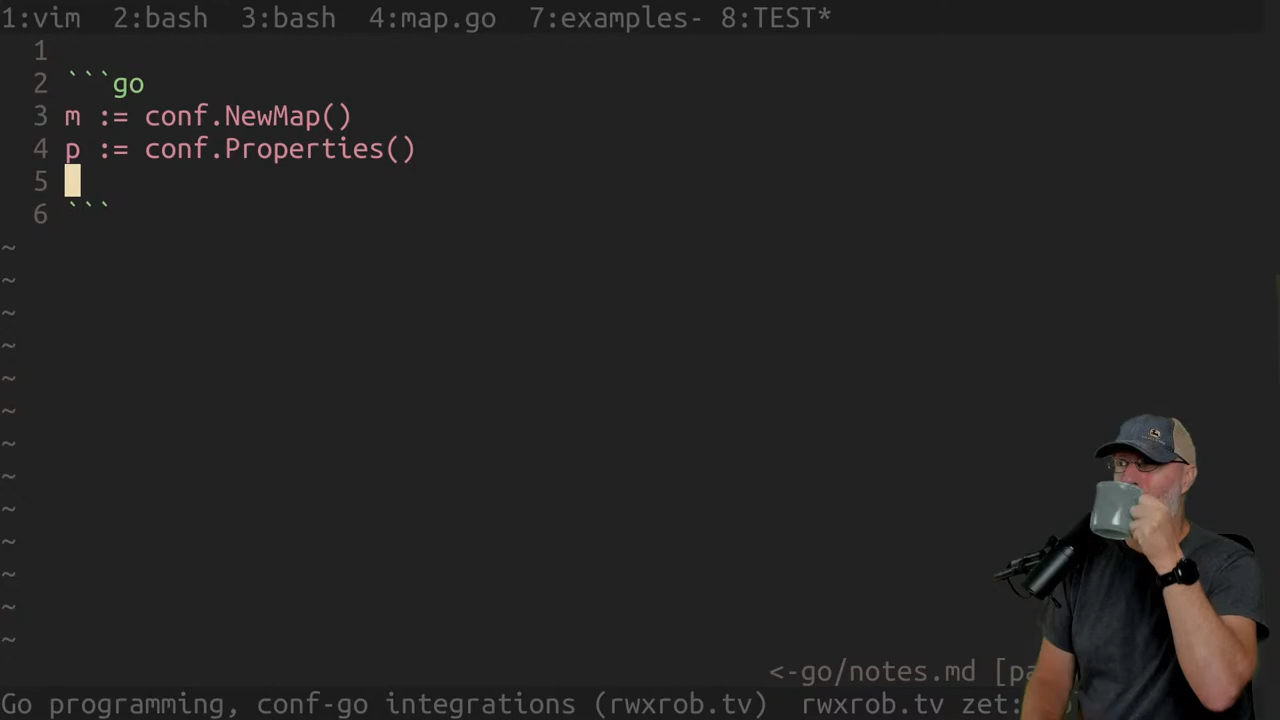 1:vim 2:bash 3:bash 4:map.go 7:examples- 8:TEST*
1
2 ```go
3 m := conf.NewMap()
4 p := conf.Properties()
5
6 ```
~
~
~
~
~
~
~
~
~
~
~
~
~
<-go/notes.md
Go programming, conf-go integrations (rwxrob.tv) rwxrob.tv zet: